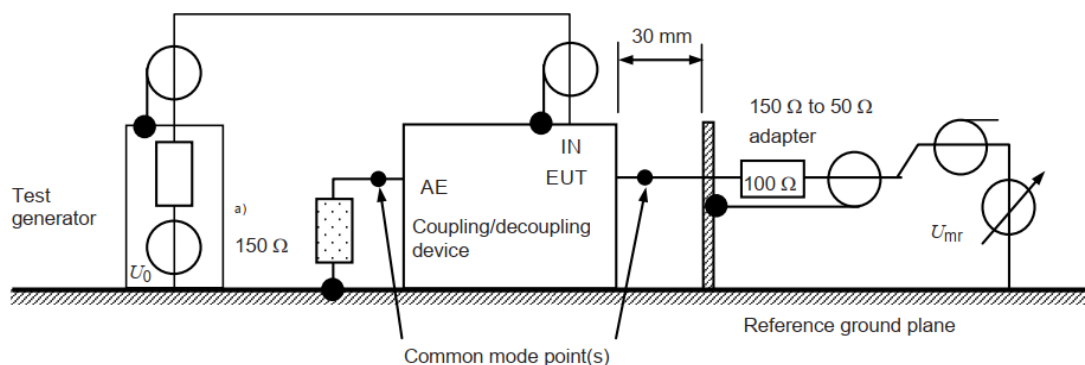 30 mm
150 Ω to 50 Ω
adapter
IN
EUT
100 Ω
AE
Test
generator
a)
150 Ω
Coupling/decoupling
device
U0
Umr
Reference ground plane
Common mode point(s)